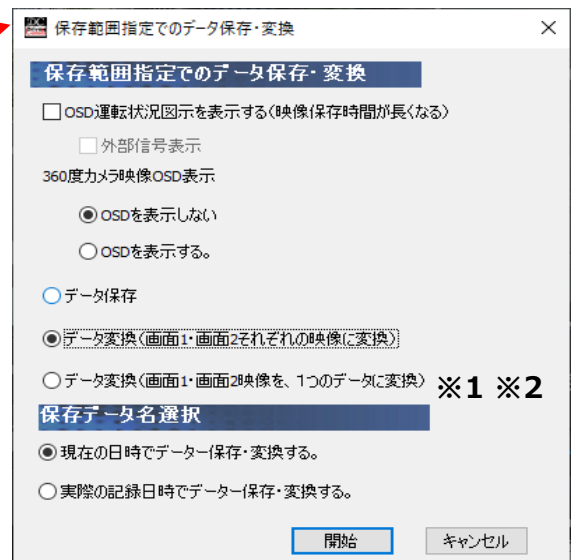 保存範囲指定でのデータ保存・変換
保存範囲指定でのデータ保存・変換
OSD運転状況図示を表示する(映像保存時間が長くなる)
外部信号表示
360度カメラ映像OSD表示
OSDを表示しない
OSDを表示する。
データ保存
データ変換(画面1・画面2それぞれの映像に変換)
データ変換(画面1・画面2映像を、1つのデータに変換) ※1 ※2
保存データ名選択
現在の日時でデーター保存・変換する。
実際の記録日時でデーター保存・変換する。
開始 キャンセル